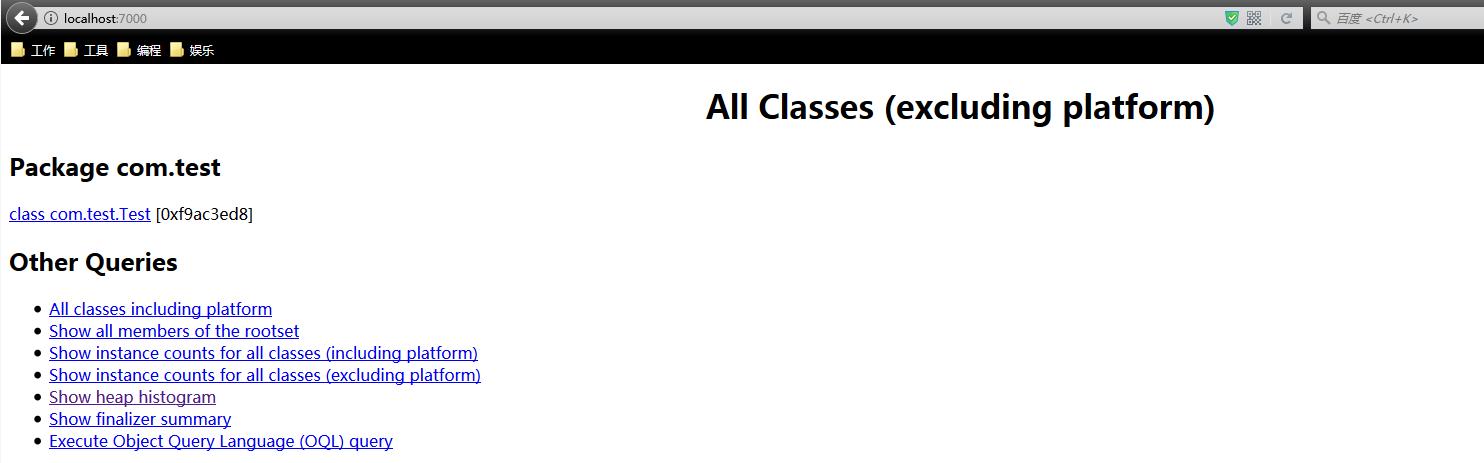 localhost:7000
百度 <Ctrl+K>
工作 工具 编程 娱乐
All Classes (excluding platform)
Package com.test
class com.test.Test [0xf9ac3ed8]
Other Queries
All classes including platform
Show all members of the rootset
Show instance counts for all classes (including platform)
Show instance counts for all classes (excluding platform)
Show heap histogram
Show finalizer summary
Execute Object Query Language (OQL) query